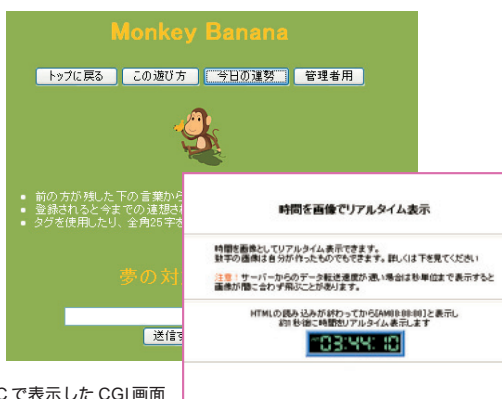 Monkey Banana
トップに戻る この遊び方 今日の運勢 管理者用
前の方が残した下の言葉から
登録されると今までの連想さ
タグを使用したり、全角25字を
夢の対
送信す
時間を画像でリアルタイム表示
時間を画像としてリアルタイム表示できます。
数字の画像は自分が作ったものでもできます。詳しくは下を見てください
注意！サーバーからのデータ転送速度が遅い場合は秒単位まで表示すると
画像が間に合わず飛ぶことがあります。
HTMLの読み込みが終わってから[AM88:88:88]と表示し
約1秒後に時間をリアルタイム表示します
AM03:44:10
Cで表示したCGI画面